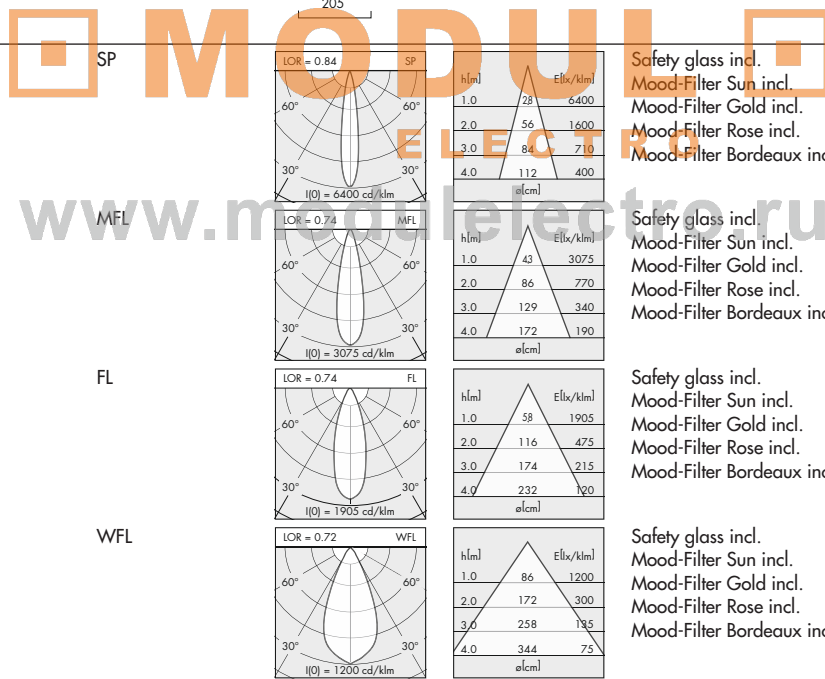 205
MODUL
ELECTRO
www.modulelectro.ru
SP
LOR = 0.84 SP
60° 60°
30° 30°
I(0) = 6400 cd/klm
h[m] E[lx/klm]
1.0 28 6400
2.0 56 1600
3.0 84 710
4.0 112 400
ø[cm]
Safety glass incl.
Mood-Filter Sun incl.
Mood-Filter Gold incl.
Mood-Filter Rose incl.
Mood-Filter Bordeaux inc
MFL
LOR = 0.74 MFL
60° 60°
30° 30°
I(0) = 3075 cd/klm
h[m] E[lx/klm]
1.0 43 3075
2.0 86 770
3.0 129 340
4.0 172 190
ø[cm]
Safety glass incl.
Mood-Filter Sun incl.
Mood-Filter Gold incl.
Mood-Filter Rose incl.
Mood-Filter Bordeaux inc
FL
LOR = 0.74 FL
60° 60°
30° 30°
I(0) = 1905 cd/klm
h[m] E[lx/klm]
1.0 58 1905
2.0 116 475
3.0 174 215
4.0 232 120
ø[cm]
Safety glass incl.
Mood-Filter Sun incl.
Mood-Filter Gold incl.
Mood-Filter Rose incl.
Mood-Filter Bordeaux inc
WFL
LOR = 0.72 WFL
60° 60°
30° 30°
I(0) = 1200 cd/klm
h[m] E[lx/klm]
1.0 86 1200
2.0 172 300
3.0 258 135
4.0 344 75
ø[cm]
Safety glass incl.
Mood-Filter Sun incl.
Mood-Filter Gold incl.
Mood-Filter Rose incl.
Mood-Filter Bordeaux inc